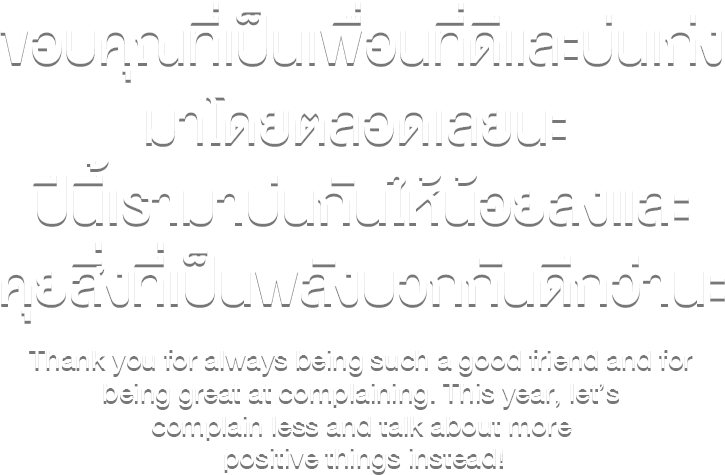 ขอบคุณที่เป็นเพื่อนที่ดีและบ่นเก่ง
มาโดยตลอดเลยนะ
ปีนี้เรามาบ่นกันให้น้อยลงและ
คุยสิ่งที่เป็นพลังบวกกันดีกว่านะ
Thank you for always being such a good friend and for
being great at complaining. This year, let's
complain less and talk about more
positive things instead!